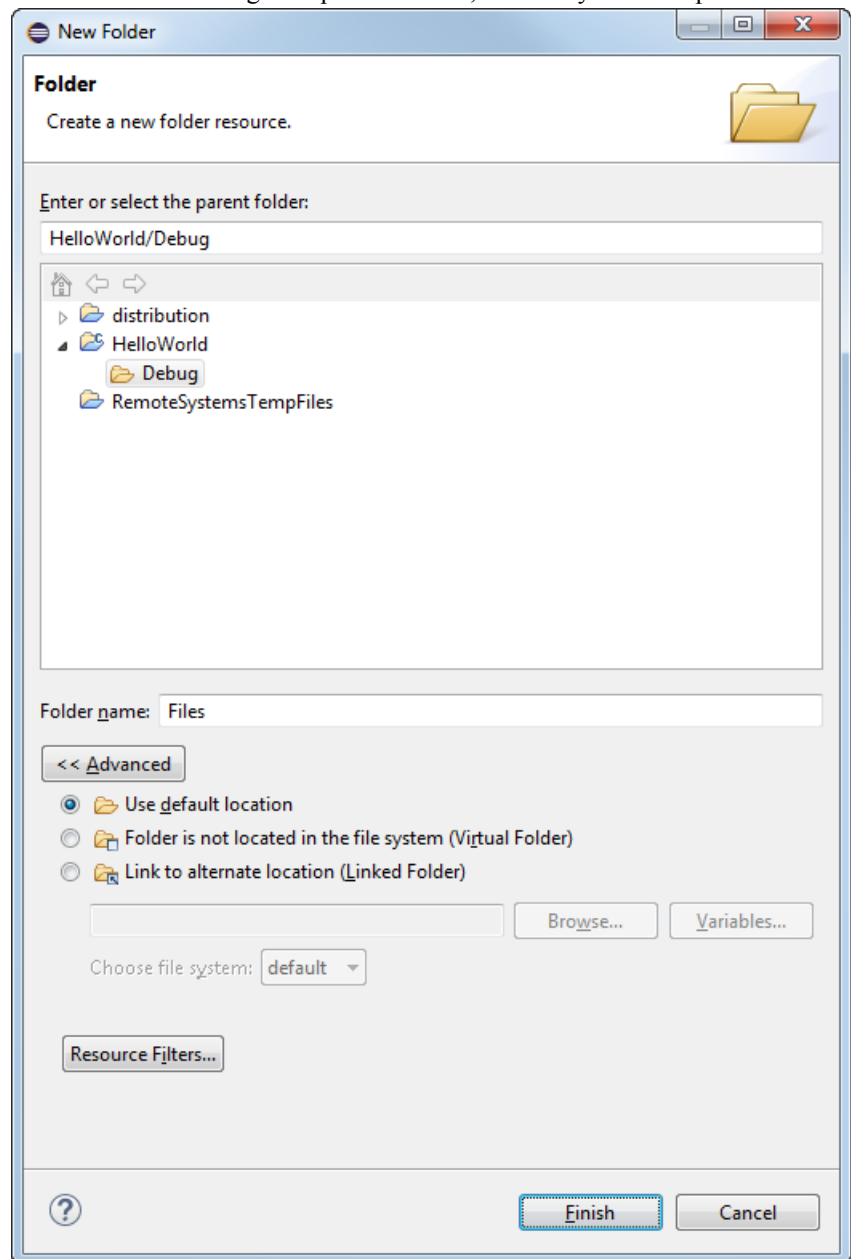 New Folder
Folder
Create a new folder resource.
Enter or select the parent folder:
HelloWorld/Debug
distribution
HelloWorld
Debug
RemoteSystemsTempFiles
Folder name: Files
<< Advanced
Use default location
Folder is not located in the file system (Virtual Folder)
Link to alternate location (Linked Folder)
Browse... Variables...
Choose file system: default
Resource Filters...
? Finish Cancel